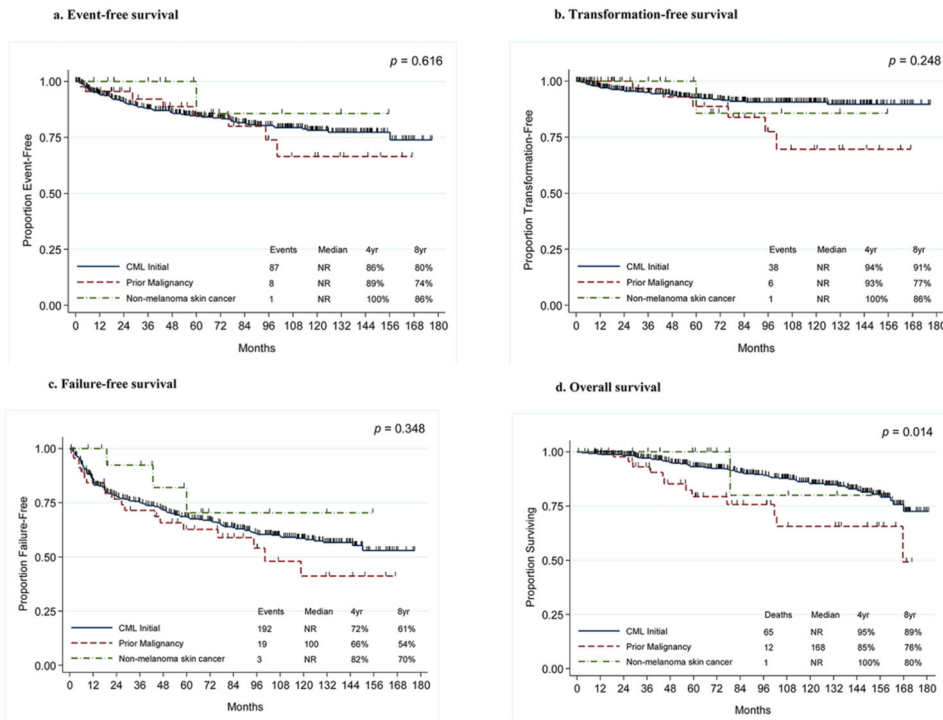 a. Event-free survival
p = 0.616
1.00
0.75
0.50
0.25
0.00
Proportion Event-Free
Events Median 4yr 8yr
CML Initial 87 NR 86% 80%
Prior Malignancy 8 NR 89% 74%
Non-melanoma skin cancer 1 NR 100% 86%
0 12 24 36 48 60 72 84 96 108 120 132 144 156 168 180
Months
b. Transformation-free survival
p = 0.248
1.00
0.75
0.50
0.25
0.00
Proportion Transformation-Free
Events Median 4yr 8yr
CML Initial 38 NR 94% 91%
Prior Malignancy 6 NR 93% 77%
Non-melanoma skin cancer 1 NR 100% 86%
0 12 24 36 48 60 72 84 96 108 120 132 144 156 168 180
Months
c. Failure-free survival
p = 0.348
1.00
0.75
0.50
0.25
0.00
Proportion Failure-Free
Events Median 4yr 8yr
CML Initial 192 NR 72% 61%
Prior Malignancy 19 100 66% 54%
Non-melanoma skin cancer 3 NR 82% 70%
0 12 24 36 48 60 72 84 96 108 120 132 144 156 168 180
Months
d. Overall survival
p = 0.014
1.00
0.75
0.50
0.25
0.00
Proportion Surviving
Deaths Median 4yr 8yr
CML Initial 65 NR 95% 89%
Prior Malignancy 12 168 85% 76%
Non-melanoma skin cancer 1 NR 100% 80%
0 12 24 36 48 60 72 84 96 108 120 132 144 156 168 180
Months